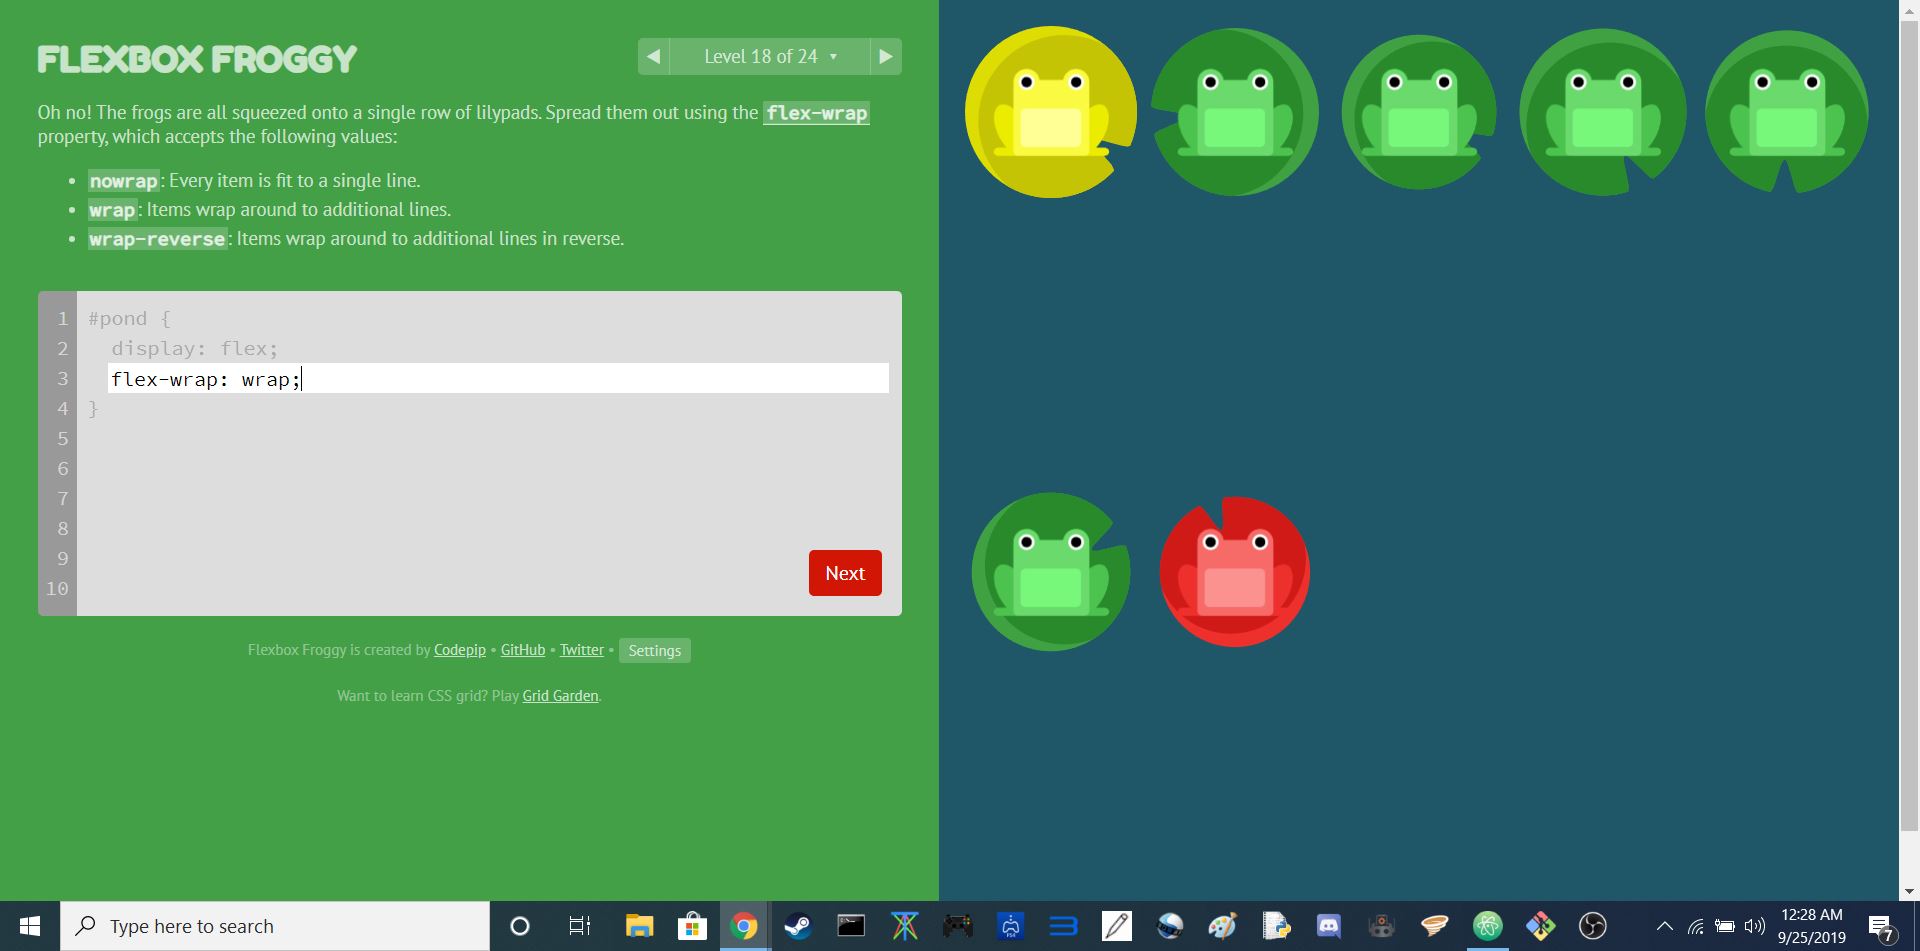 FLEXBOX FROGGY
◀ Level 18 of 24 ▾ ▶
Oh no! The frogs are all squeezed onto a single row of lilypads. Spread them out using the flex-wrap
property, which accepts the following values:
• nowrap: Every item is fit to a single line.
• wrap: Items wrap around to additional lines.
• wrap-reverse: Items wrap around to additional lines in reverse.
1 #pond {
2 display: flex;
3 flex-wrap: wrap;
4 }
5
6
7
8
9
10
Next
Flexbox Froggy is created by Codepip • GitHub • Twitter • Settings
Want to learn CSS grid? Play Grid Garden.
Type here to search
12:28 AM
9/25/2019
7